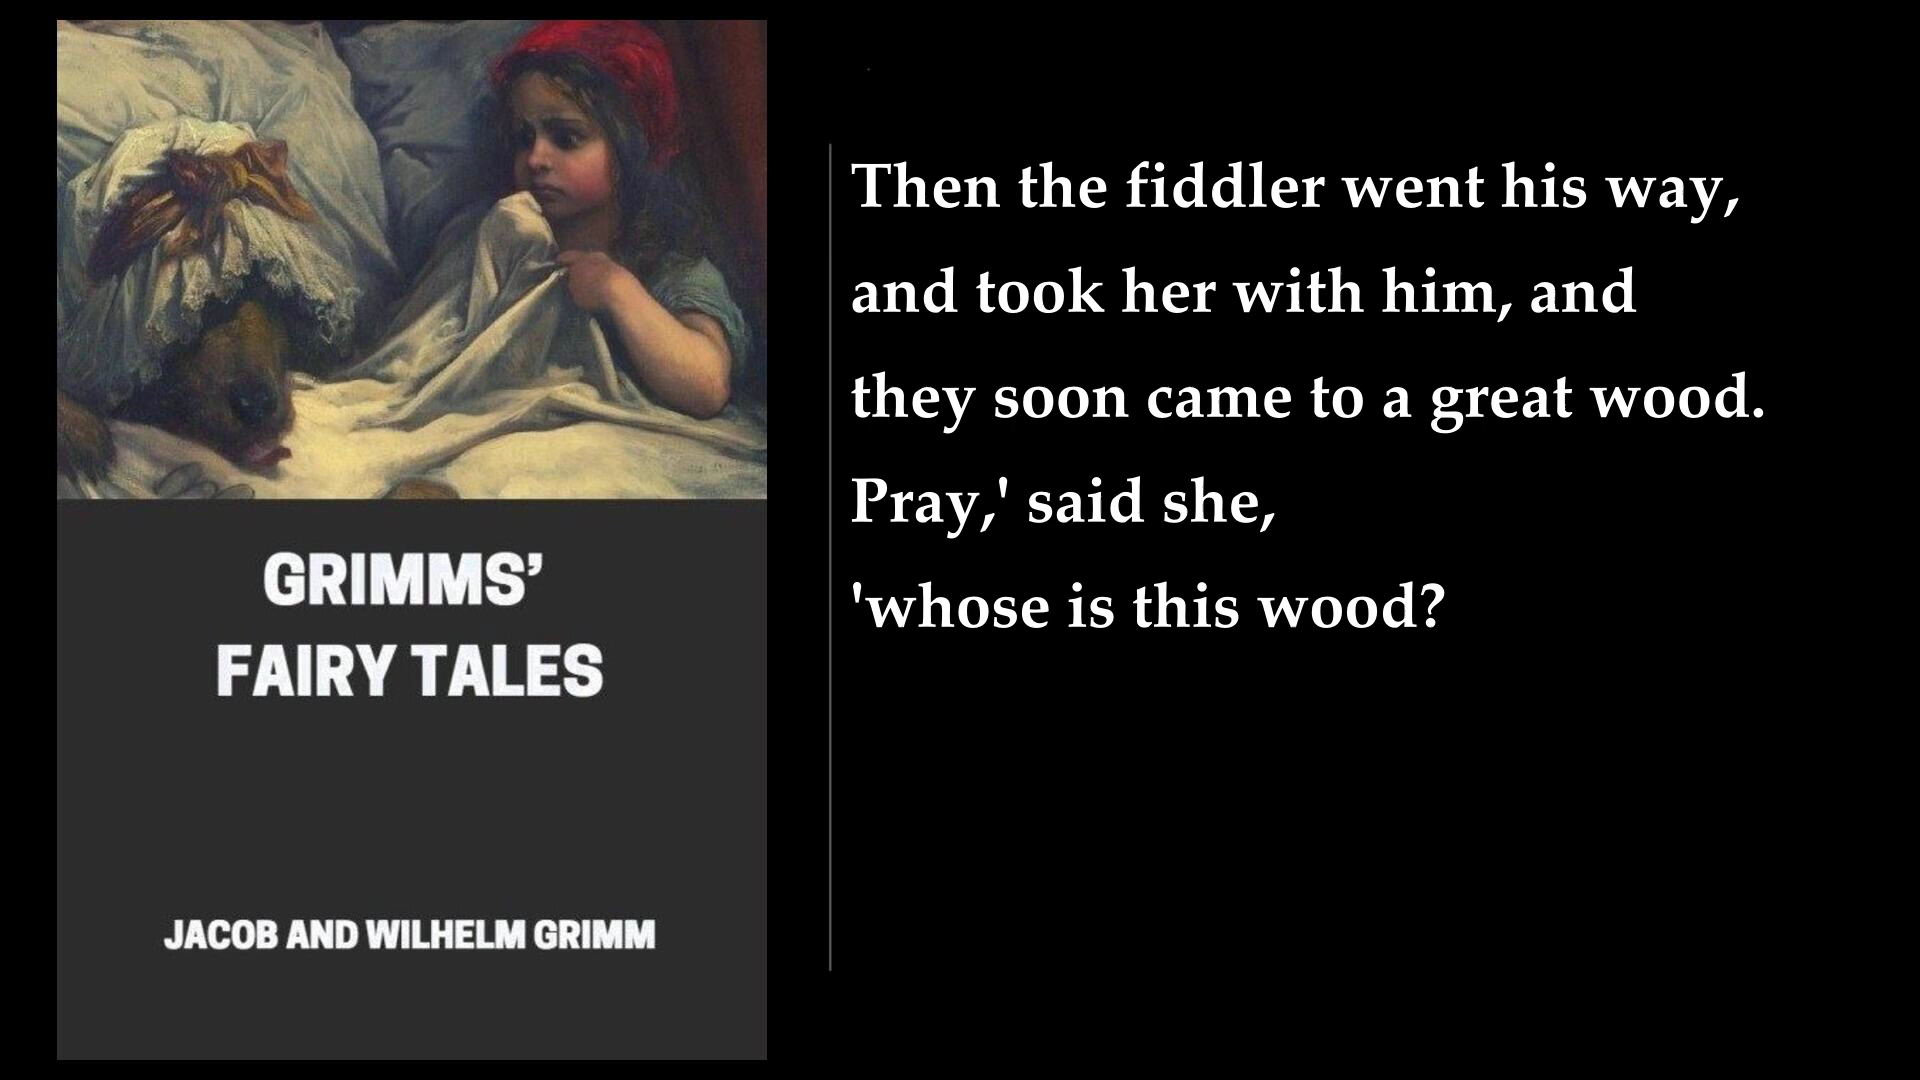 GRIMMS’
FAIRY TALES
JACOB AND WILHELM GRIMM
Then the fiddler went his way,
and took her with him, and
they soon came to a great wood.
Pray,' said she,
'whose is this wood?